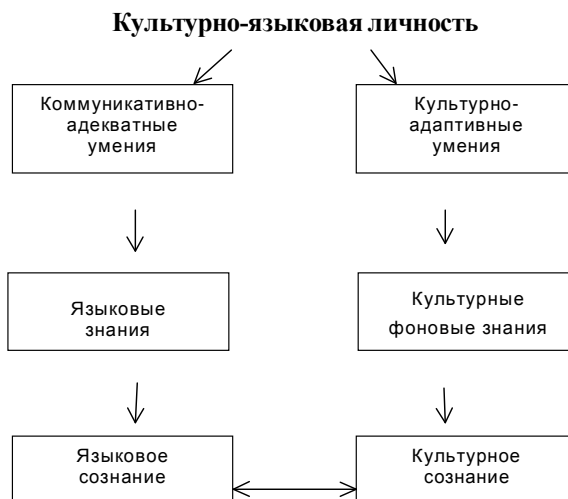 Культурно-языковая личность
Коммуникативно-
адекватные
умения
Культурно-
адаптивные
умения
Языковые
знания
Культурные
фоновые знания
Языковое
сознание
Культурное
сознание